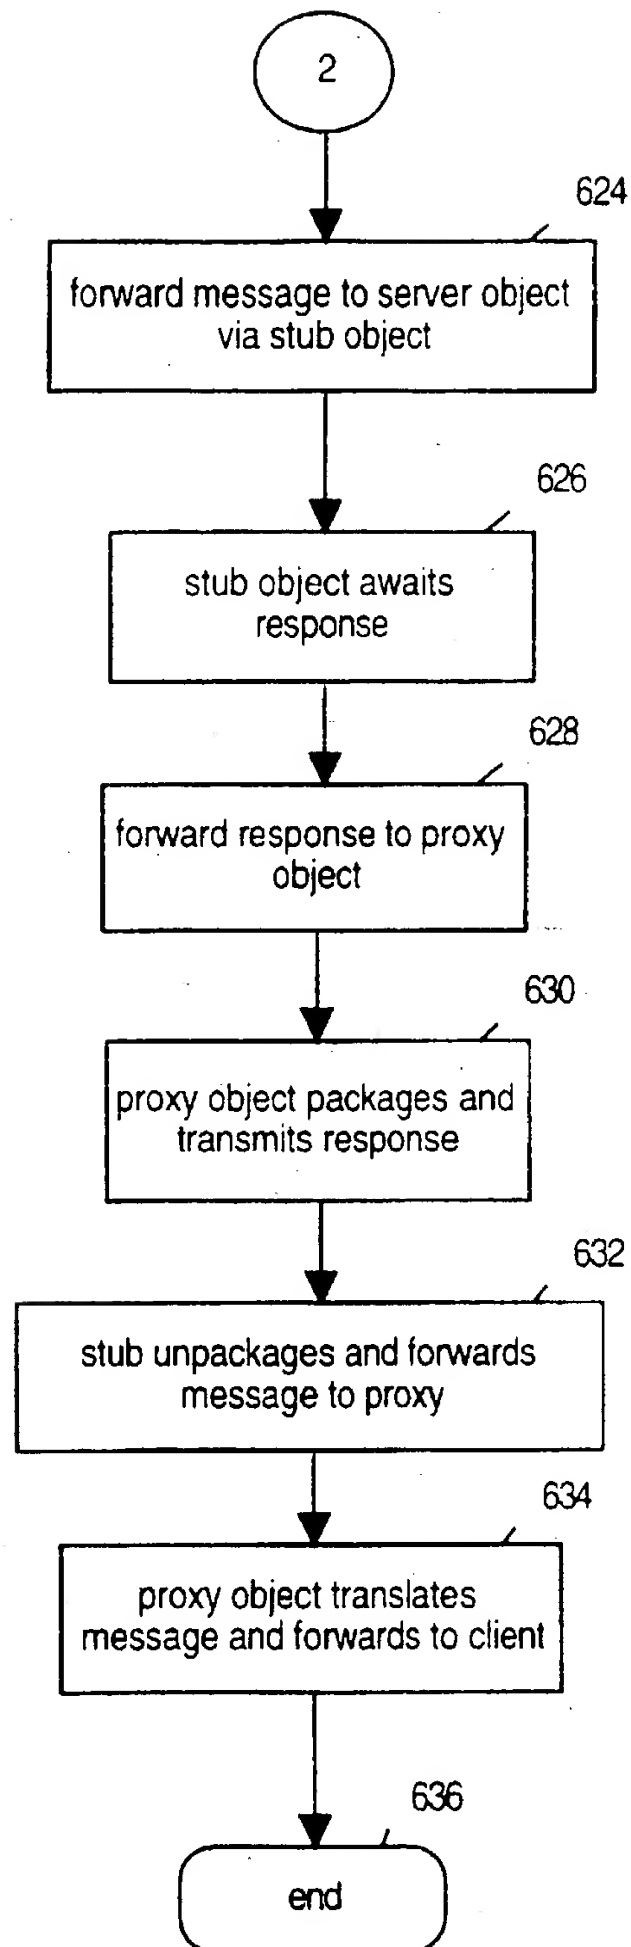 2
624
forward message to server object
via stub object
626
stub object awaits
response
628
forward response to proxy
object
630
proxy object packages and
transmits response
632
stub unpackages and forwards
message to proxy
634
proxy object translates
message and forwards to client
636
end